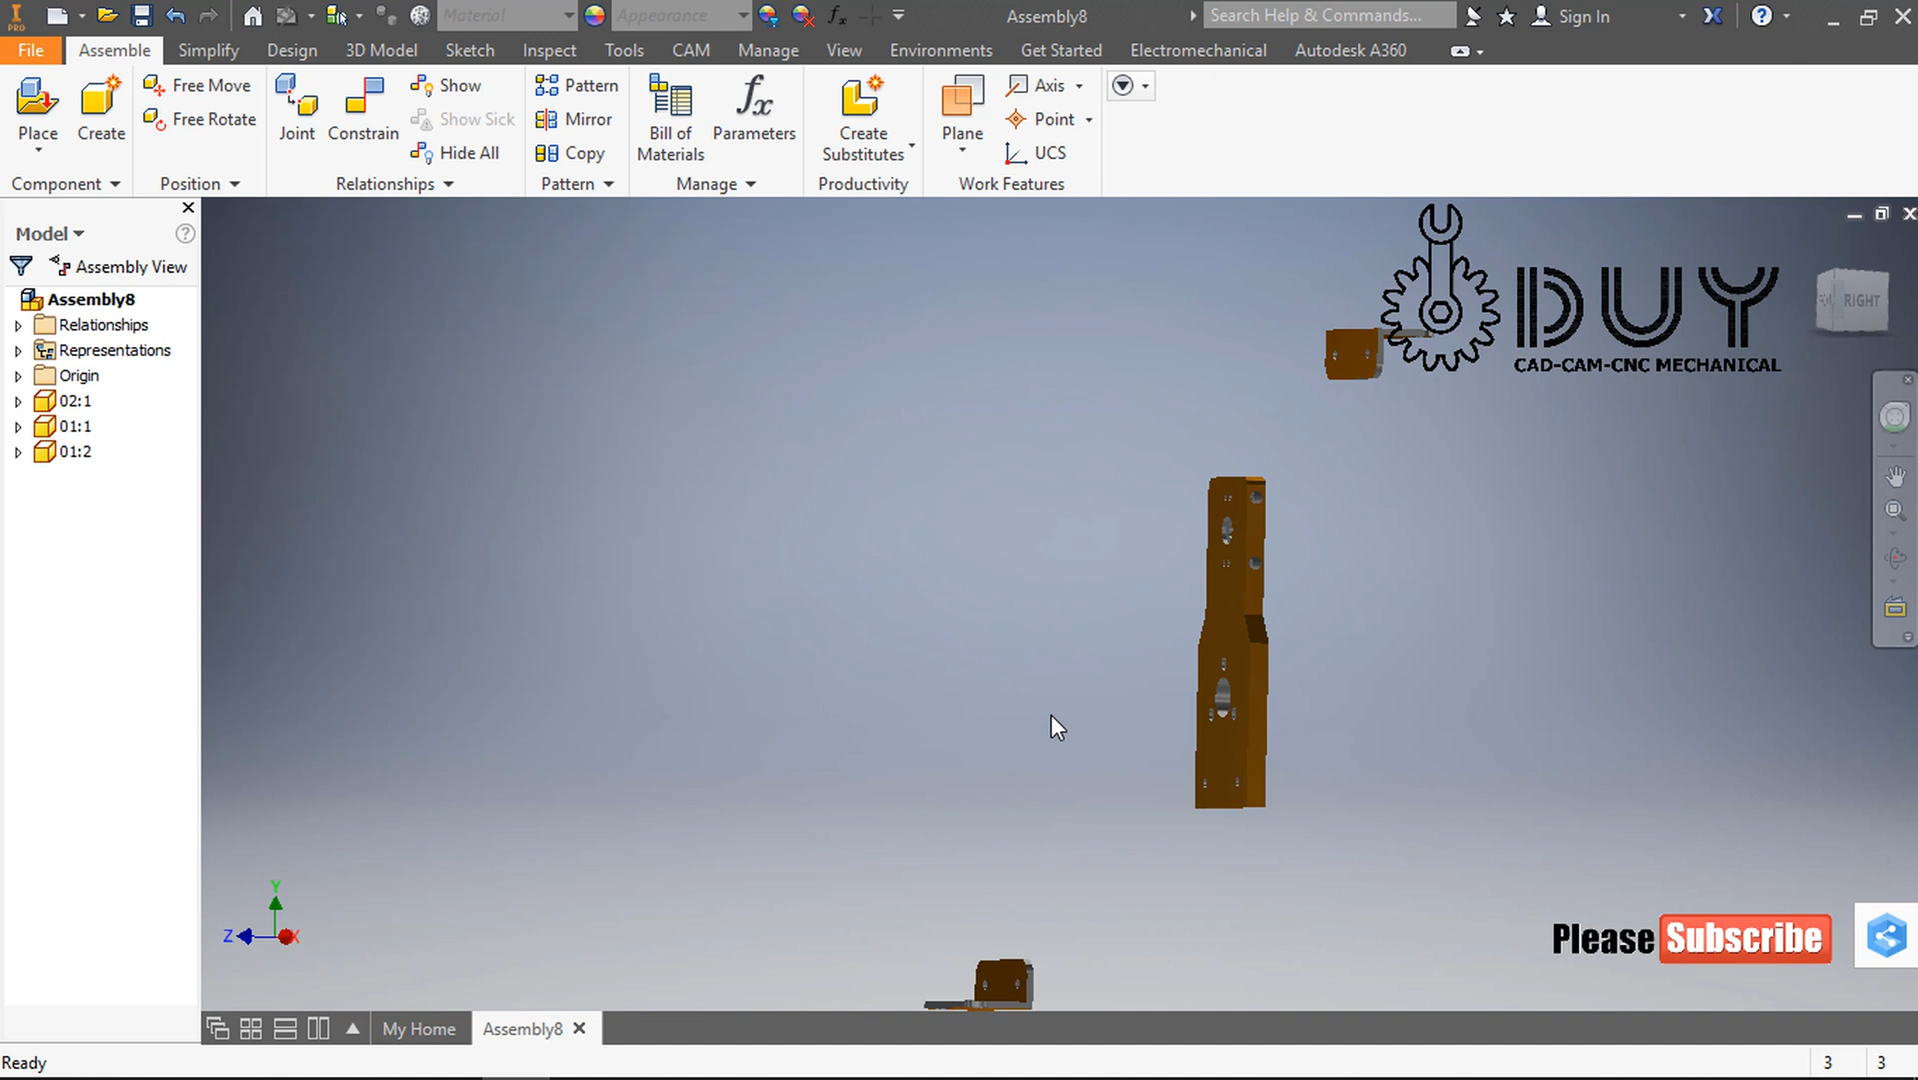 PRO
Material
Appearance
fx
Assembly8
Search Help & Commands...
Sign In
File
Assemble
Simplify
Design
3D Model
Sketch
Inspect
Tools
CAM
Manage
View
Environments
Get Started
Electromechanical
Autodesk A360
Place
Create
Free Move
Free Rotate
Joint
Constrain
Show
Show Sick
Hide All
Pattern
Mirror
Copy
Bill of
Materials
fx
Parameters
Create
Substitutes
Plane
Axis
Point
UCS
Component
Position
Relationships
Pattern
Manage
Productivity
Work Features
Model
Assembly View
Assembly8
Relationships
Representations
Origin
02:1
01:1
01:2
DUY
CAD-CAM-CNC MECHANICAL
RIGHT
Y
Z
X
Please Subscribe
My Home
Assembly8
Ready
3
3